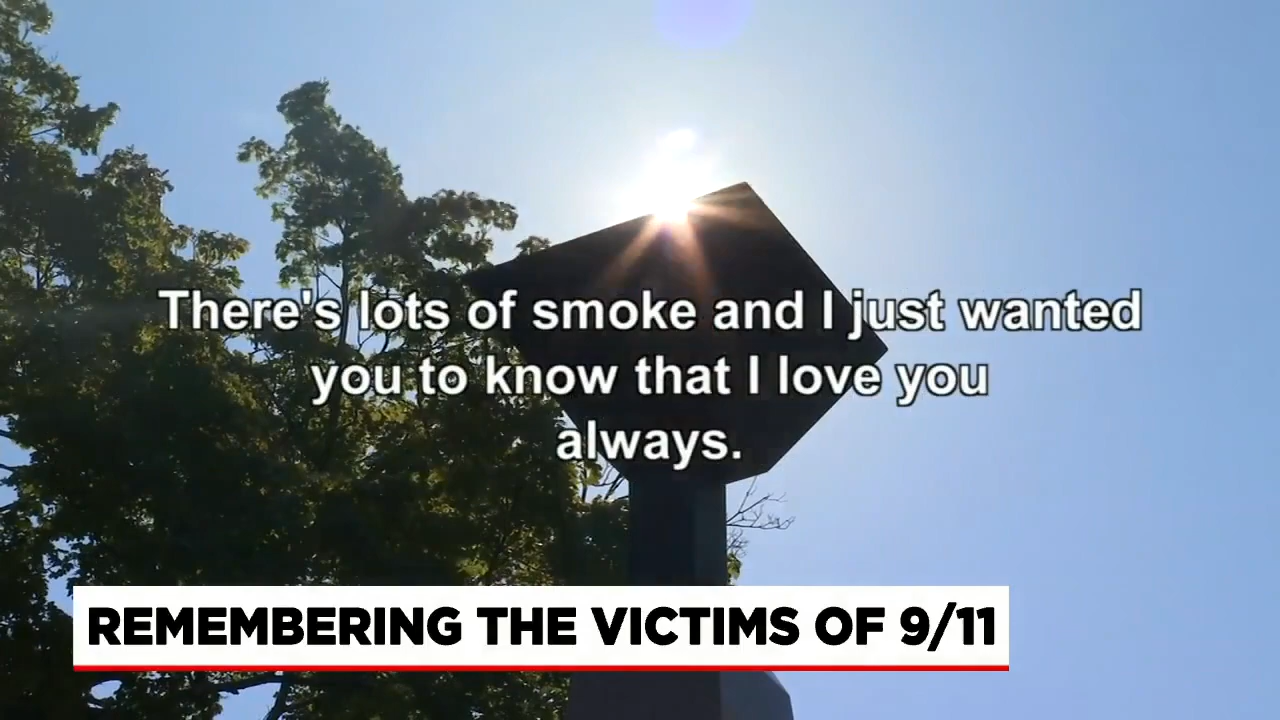 There's lots of smoke and I just wanted
you to know that I love you
always.
REMEMBERING THE VICTIMS OF 9/11